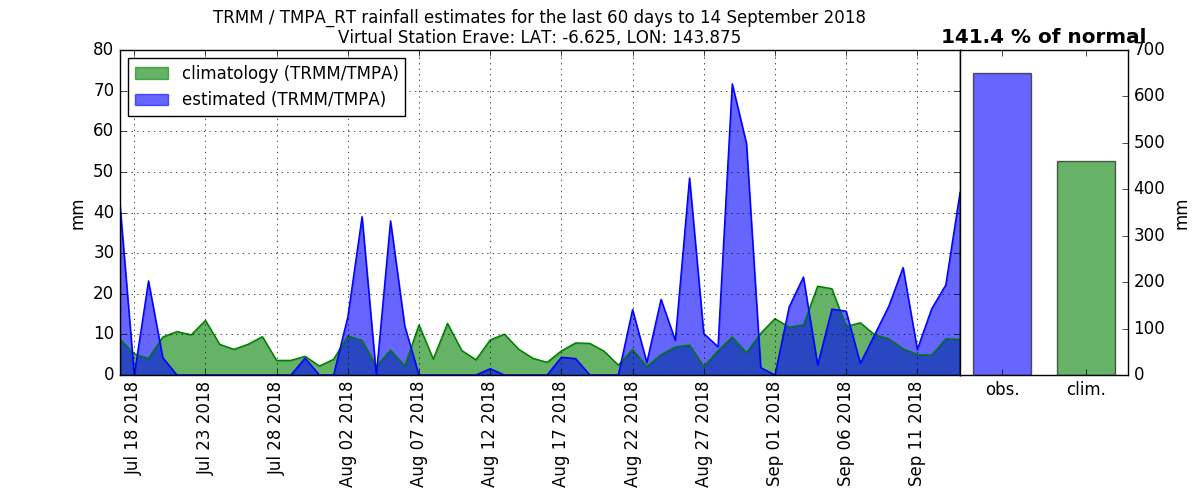 TRMM / TMPA_RT rainfall estimates for the last 60 days to 14 September 2018
Virtual Station Erave: LAT: -6.625, LON: 143.875
141.4 % of normal
climatology (TRMM/TMPA)
estimated (TRMM/TMPA)
mm
80
70
60
50
40
30
20
10
0
Jul 18 2018
Jul 23 2018
Jul 28 2018
Aug 02 2018
Aug 07 2018
Aug 12 2018
Aug 17 2018
Aug 22 2018
Aug 27 2018
Sep 01 2018
Sep 06 2018
Sep 11 2018
obs.
clim.
700
600
500
400
300
200
100
0
mm